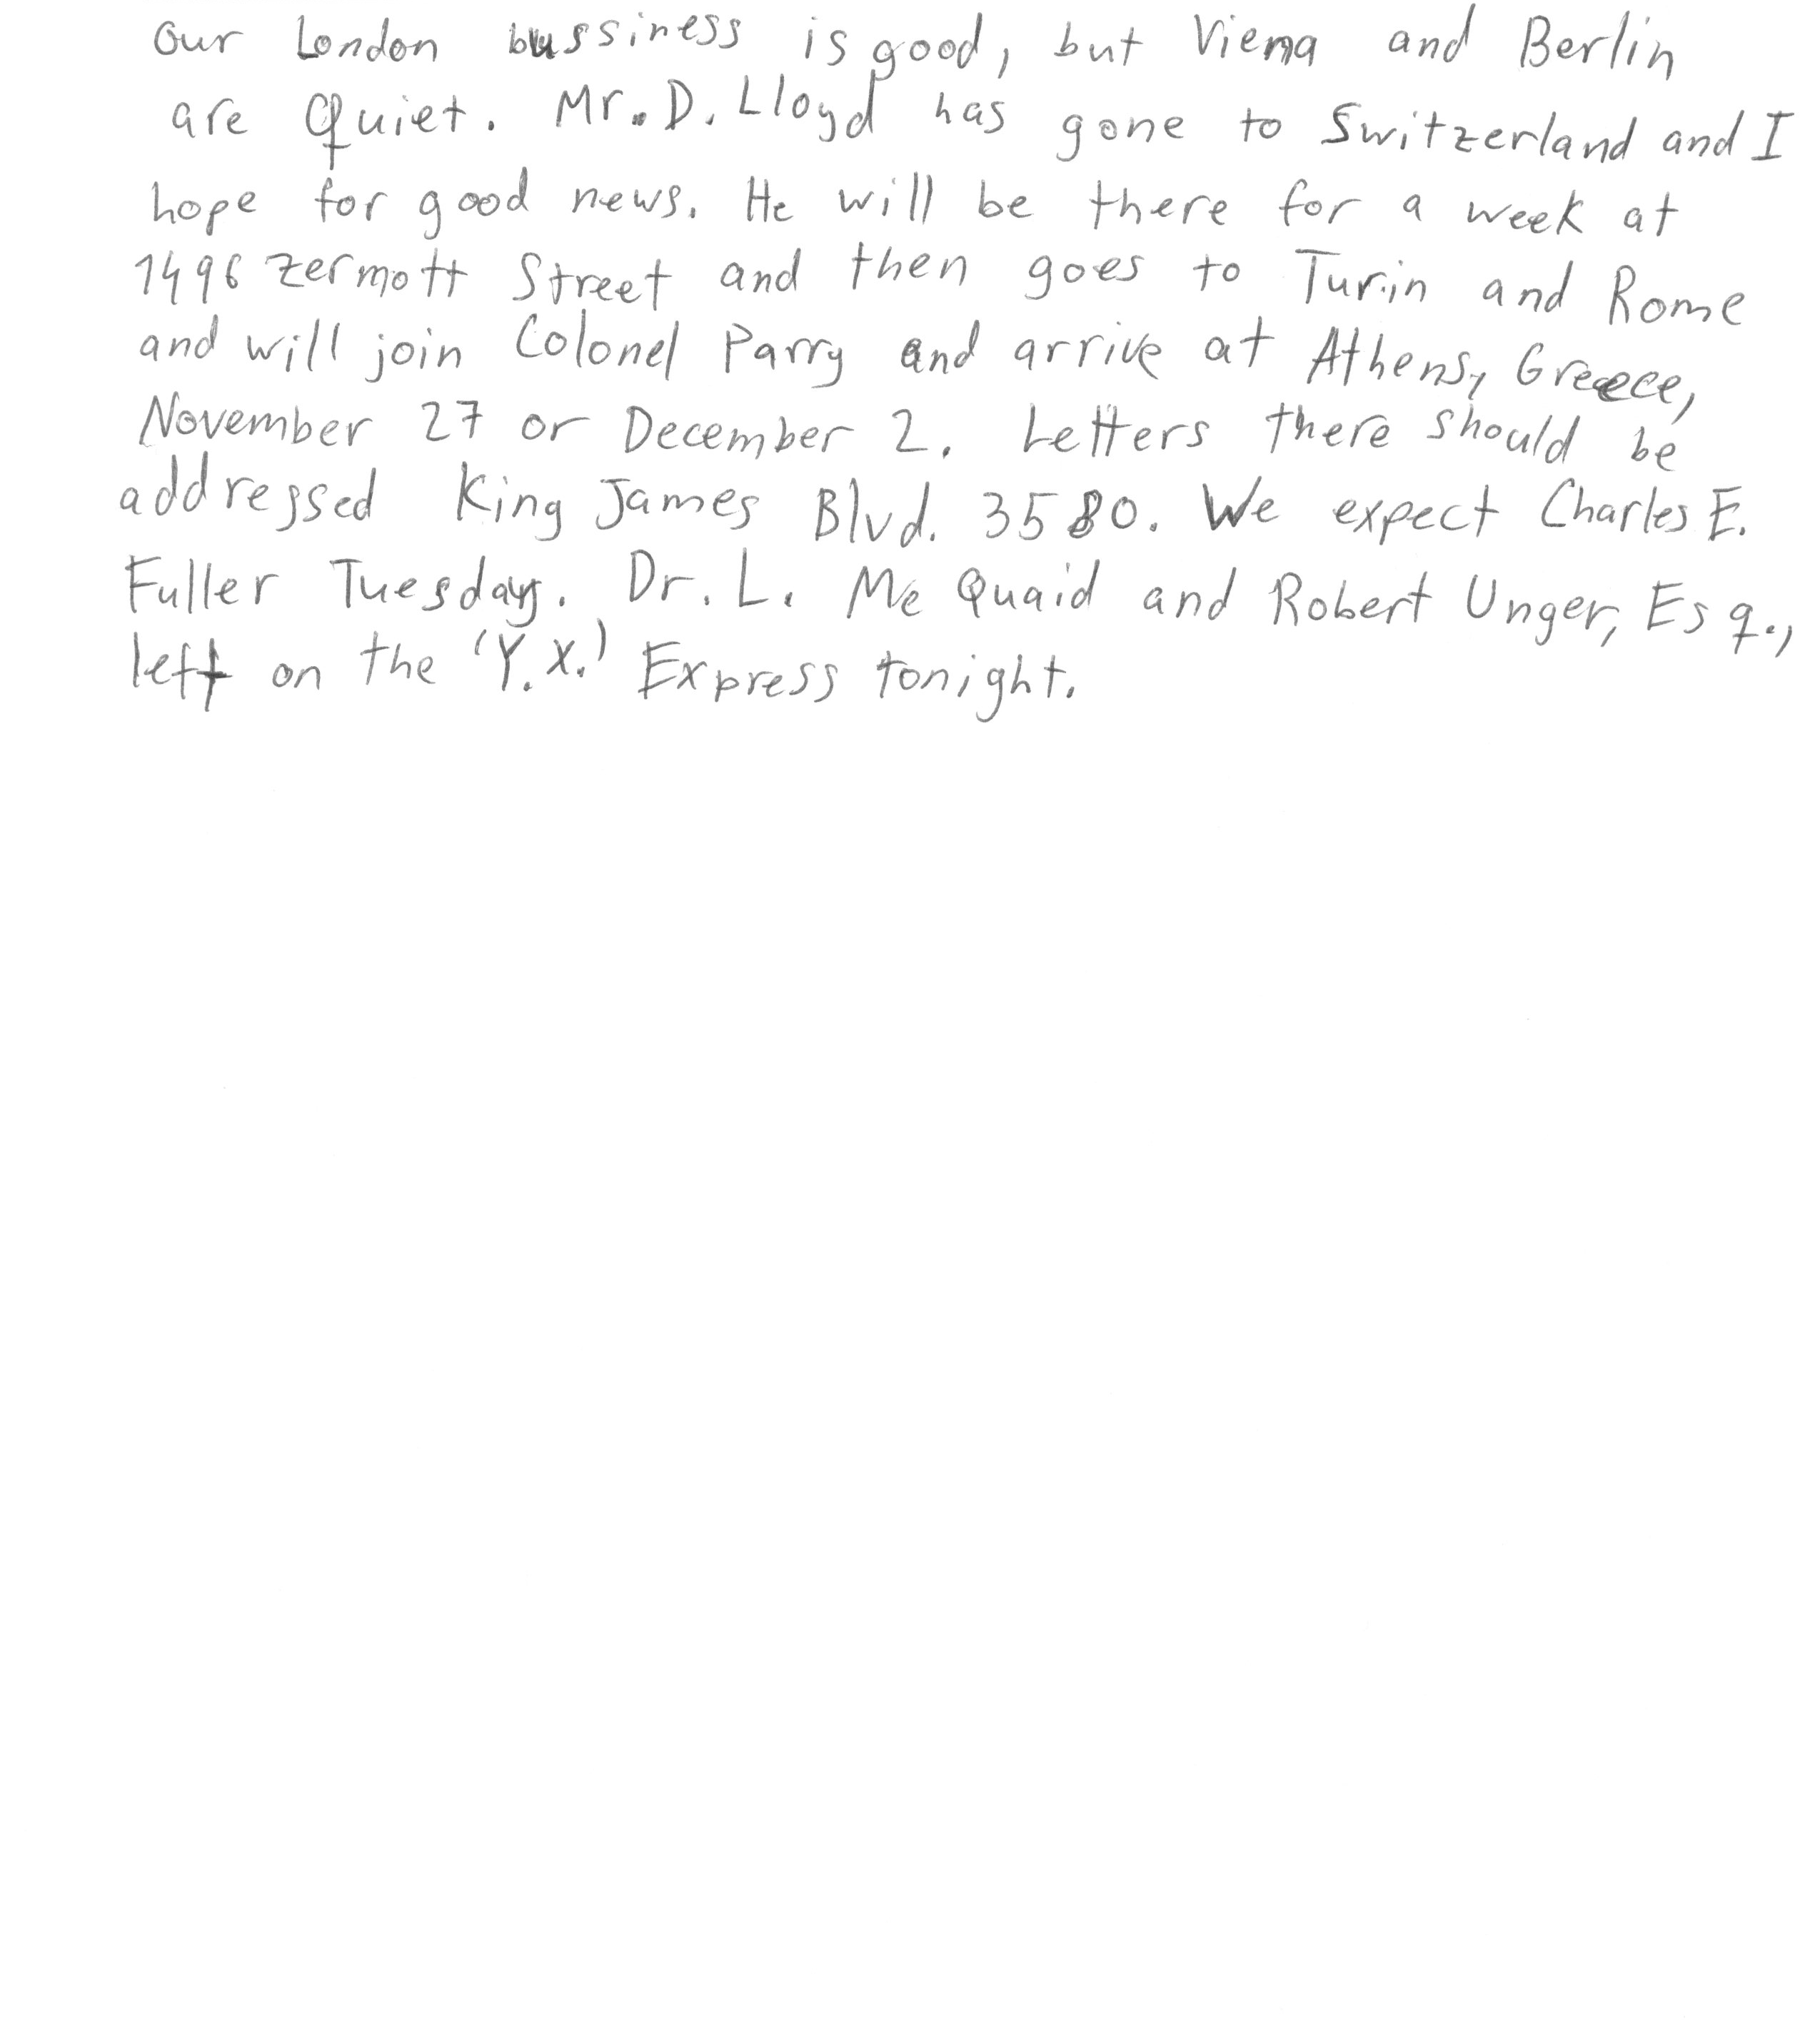 Our London bussiness is good, but Vienna and Berlin
are Quiet. Mr. D. Lloyd has gone to Switzerland and I
hope for good news. He will be there for a week at
1496 Zermott Street and then goes to Turin and Rome
and will join Colonel Parry and arrive at Athens, Greece,
November 27 or December 2. Letters there should be
addressed King James Blvd. 3580. We expect Charles E.
Fuller Tuesday. Dr. L. Mc Quaid and Robert Unger, Esq.,
left on the 'Y.X.' Express tonight.